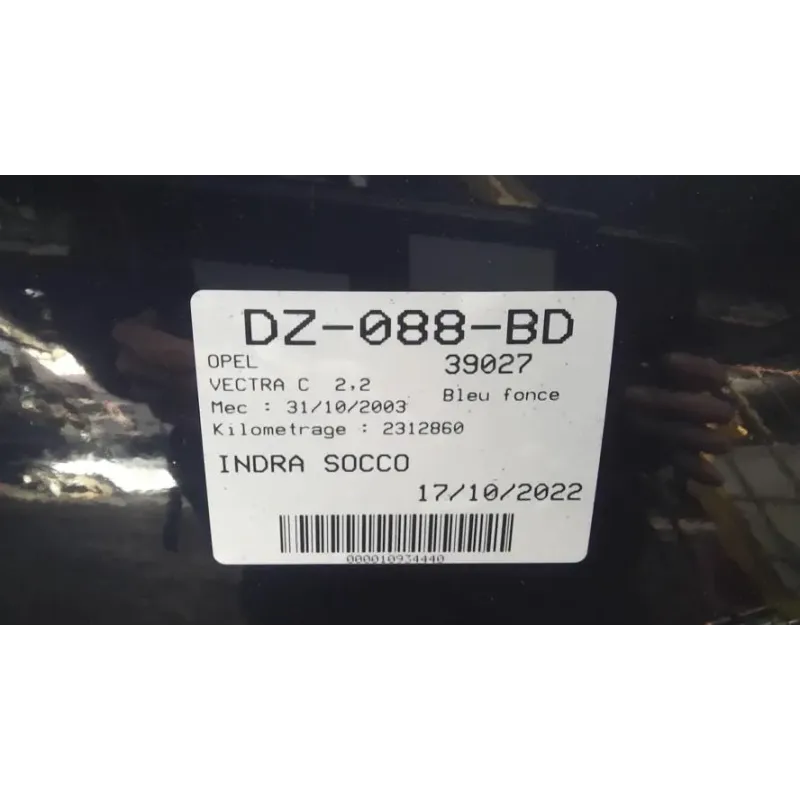 DZ-088-BD
OPEL 39027
VECTRA C 2,2 Bleu fonce
Mec : 31/10/2003
Kilometrage : 2312860
INDRA SOCCO
17/10/2022
000010934440